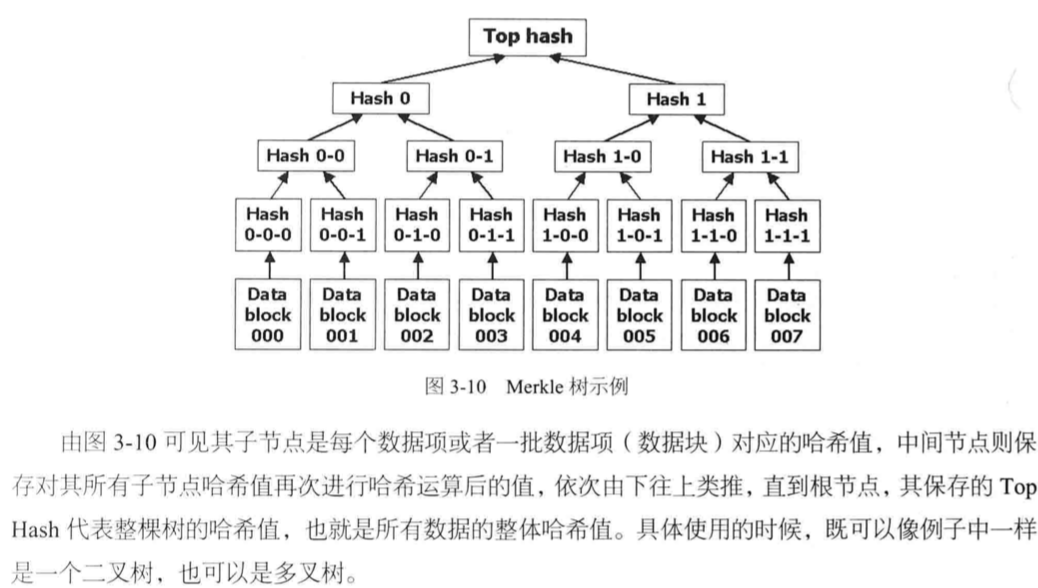 Top hash
Hash 0
Hash 1
Hash 0-0
Hash 0-1
Hash 1-0
Hash 1-1
Hash
0-0-0
Hash
0-0-1
Hash
0-1-0
Hash
0-1-1
Hash
1-0-0
Hash
1-0-1
Hash
1-1-0
Hash
1-1-1
Data
block
000
Data
block
001
Data
block
002
Data
block
003
Data
block
004
Data
block
005
Data
block
006
Data
block
007
图 3-10 Merkle 树示例
由图 3-10 可见其子节点是每个数据项或者一批数据项（数据块）对应的哈希值，中间节点则保
存对其所有子节点哈希值再次进行哈希运算后的值，依次由下往上类推，直到根节点，其保存的 Top
Hash 代表整棵树的哈希值，也就是所有数据的整体哈希值。具体使用的时候，既可以像例子中一样
是一个二叉树，也可以是多叉树。